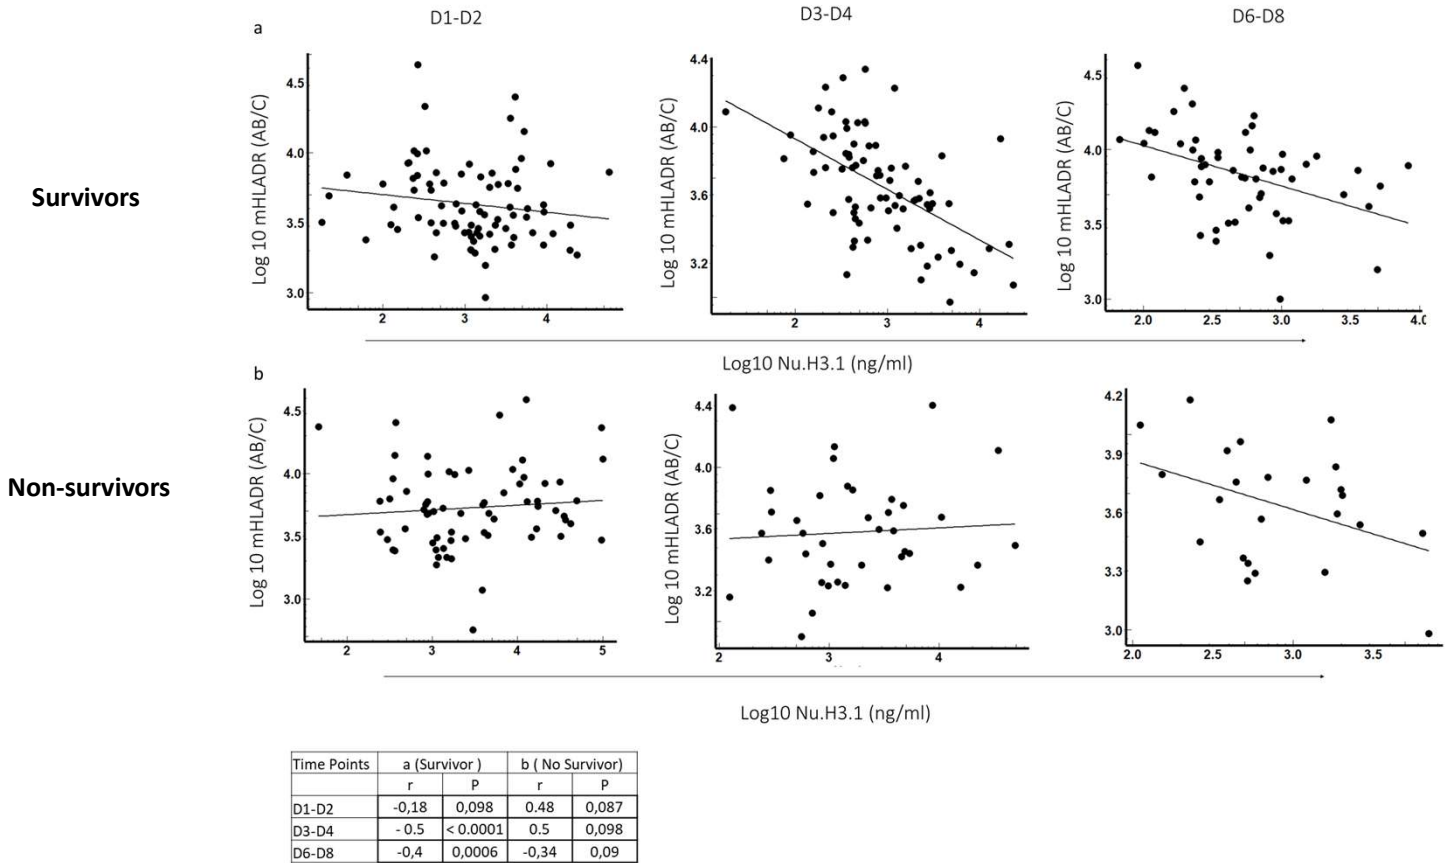 D1-D2
D3-D4
D6-D8
a
Survivors
Log 10 mHLADR (AB/C)
4.5
4.0
3.5
3.0
2
3
4
Log 10 mHLADR (AB/C)
4.4
4.0
3.6
3.2
2
3
4
Log 10 mHLADR (AB/C)
4.5
4.0
3.5
3.0
2.0
2.5
3.0
3.5
4.0
Log10 Nu.H3.1 (ng/ml)
b
Non-survivors
Log 10 mHLADR (AB/C)
4.5
4.0
3.5
3.0
2
3
4
5
Log 10 mHLADR (AB/C)
4.4
4.0
3.6
3.2
2
3
4
4.2
3.9
3.6
3.3
3.0
2.0
2.5
3.0
3.5
Log10 Nu.H3.1 (ng/ml)
Time Points a (Survivor ) b ( No Survivor)
r P r P
D1-D2 -0,18 0,098 0.48 0,087
D3-D4 - 0.5 < 0.0001 0.5 0,098
D6-D8 -0,4 0,0006 -0,34 0,09